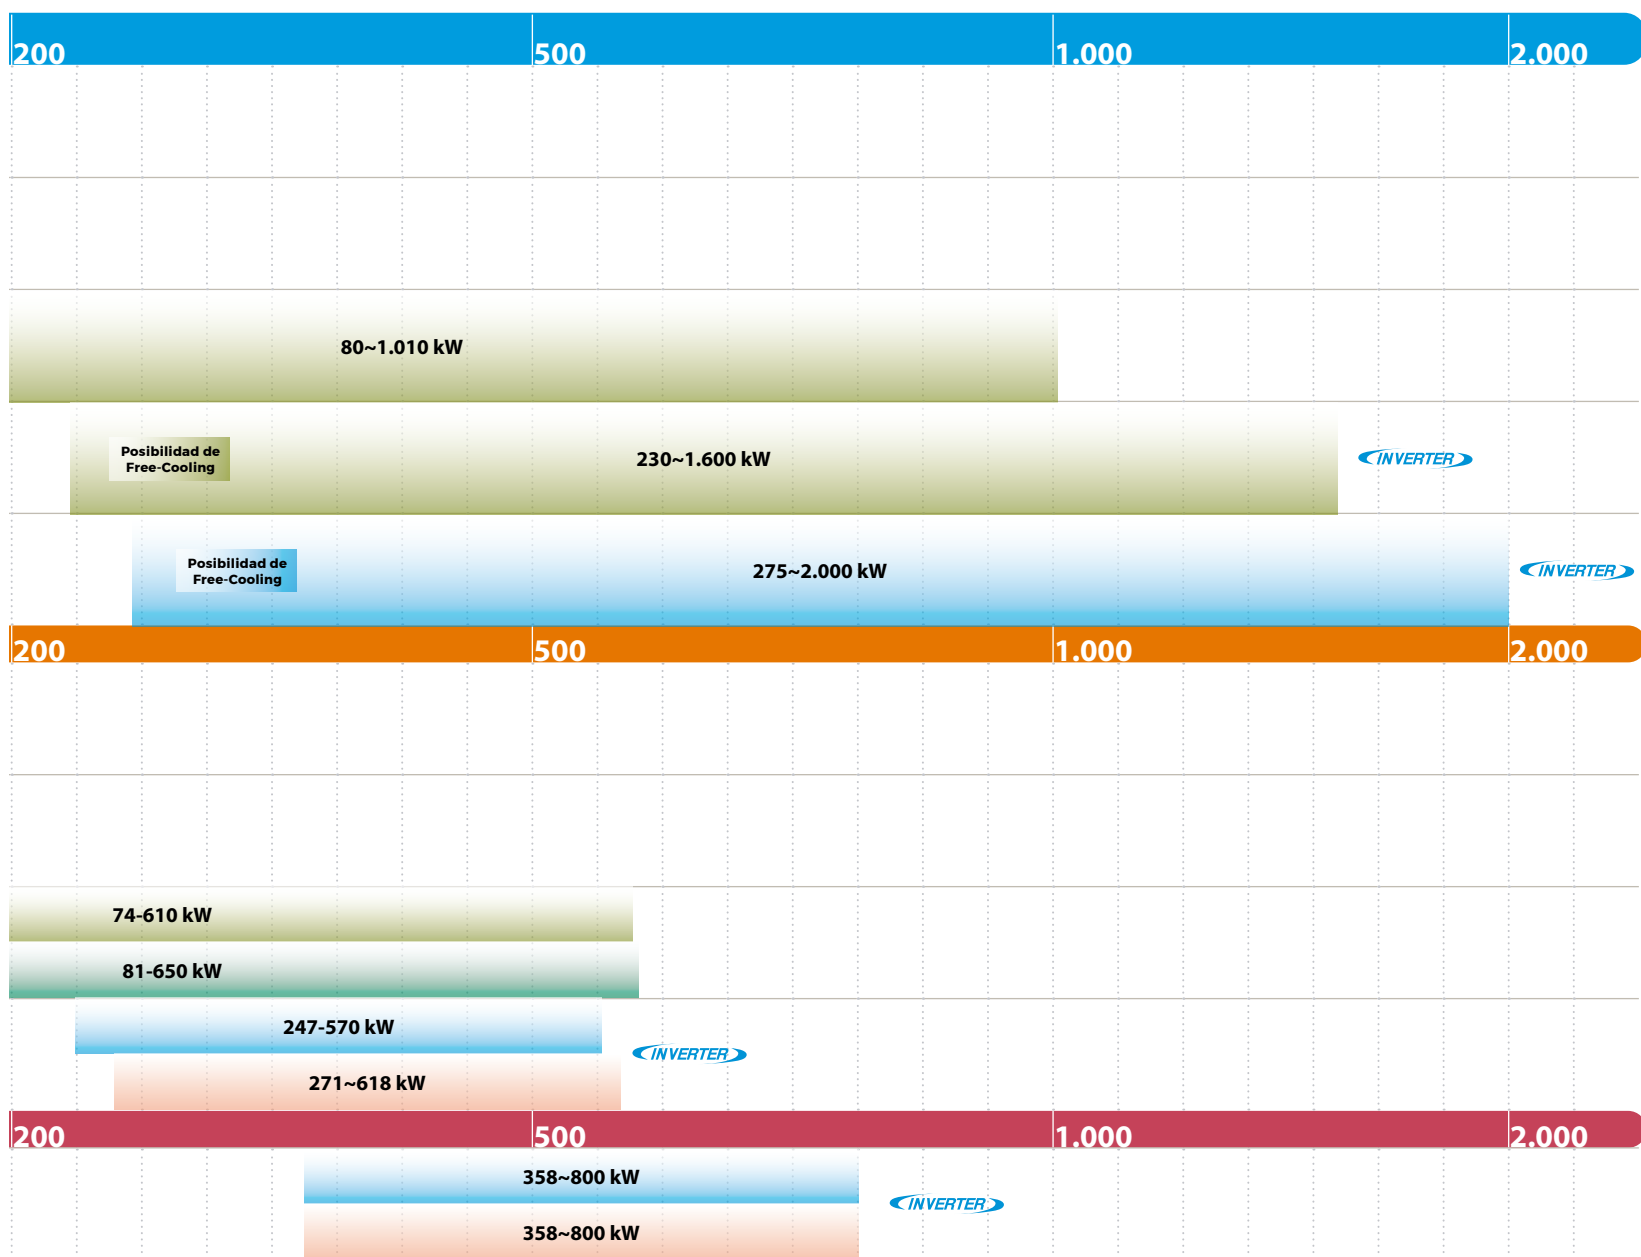 200 500 1.000 2.000
80~1.010 kW
Posibilidad de
Free-Cooling
230~1.600 kW
INVERTER
Posibilidad de
Free-Cooling
275~2.000 kW
INVERTER
200 500 1.000 2.000
74-610 kW
81-650 kW
247-570 kW
INVERTER
271~618 kW
200 500 1.000 2.000
358~800 kW
INVERTER
358~800 kW